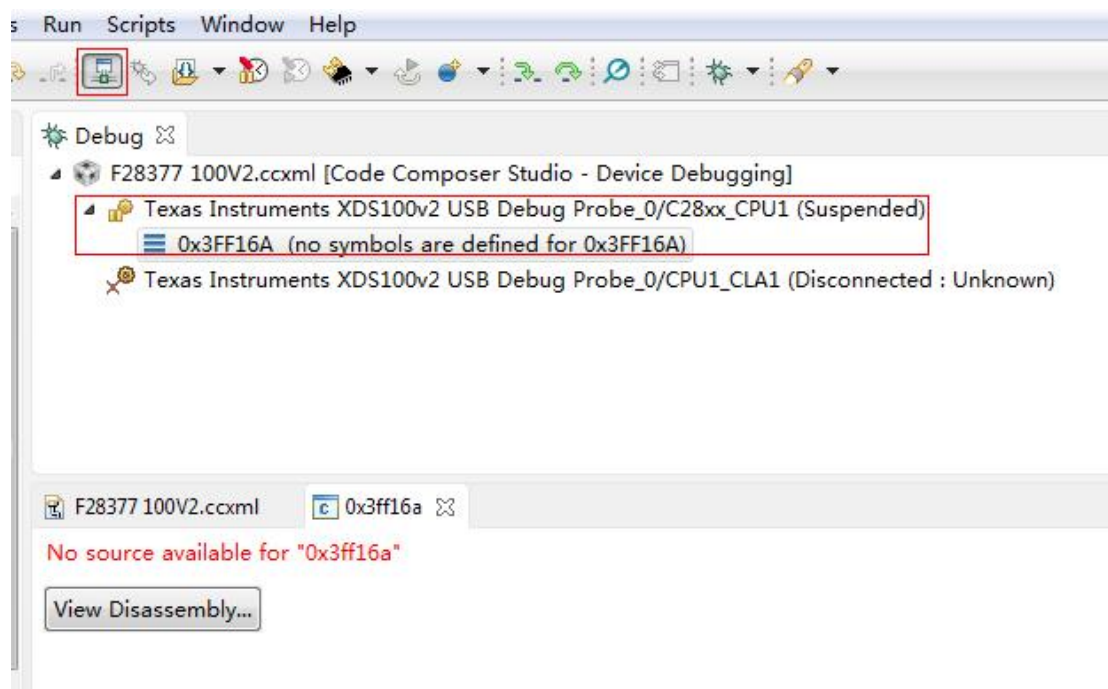 s Run Scripts Window Help
Debug
F28377 100V2.ccxml [Code Composer Studio - Device Debugging]
Texas Instruments XDS100v2 USB Debug Probe_0/C28xx_CPU1 (Suspended)
0x3FF16A (no symbols are defined for 0x3FF16A)
Texas Instruments XDS100v2 USB Debug Probe_0/CPU1_CLA1 (Disconnected : Unknown)
F28377 100V2.ccxml 0x3ff16a
No source available for "0x3ff16a"
View Disassembly...